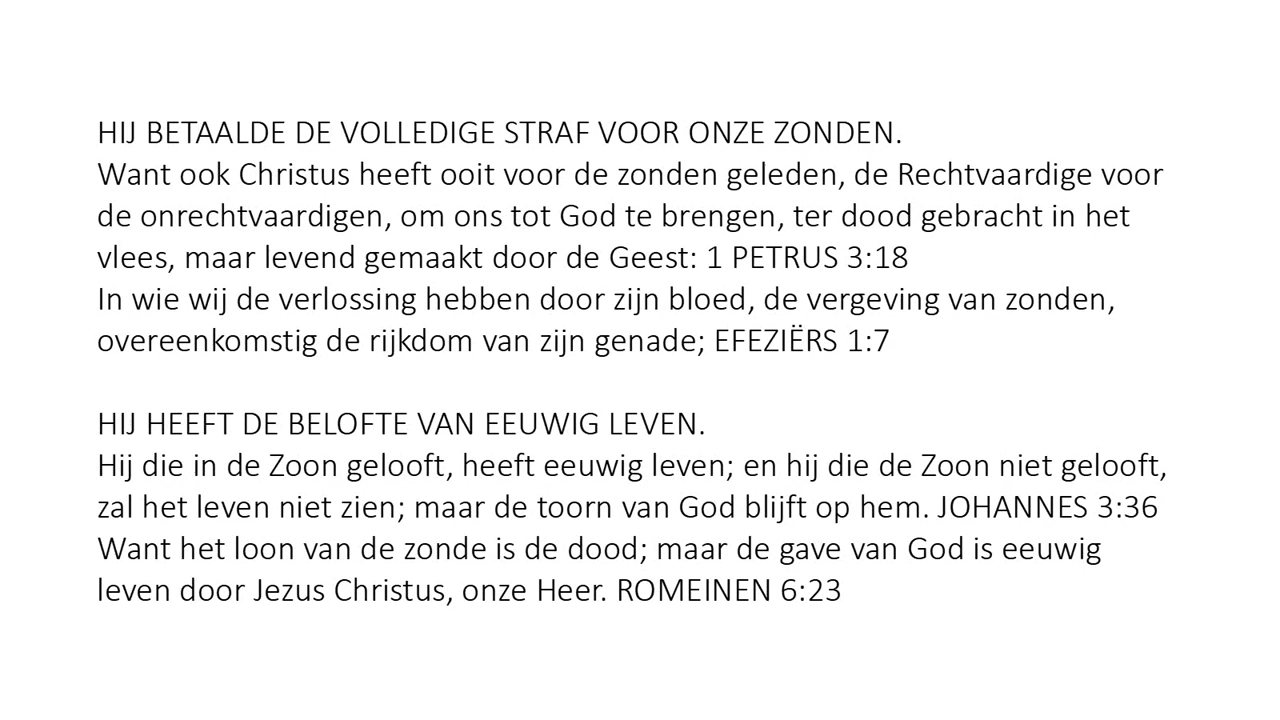 HIJ BETAALDE DE VOLLEDIGE STRAF VOOR ONZE ZONDEN.
Want ook Christus heeft ooit voor de zonden geleden, de Rechtvaardige voor
de onrechtvaardigen, om ons tot God te brengen, ter dood gebracht in het
vlees, maar levend gemaakt door de Geest: 1 PETRUS 3:18
In wie wij de verlossing hebben door zijn bloed, de vergeving van zonden,
overeenkomstig de rijkdom van zijn genade; EFEZIËRS 1:7
HIJ HEEFT DE BELOFTE VAN EEUWIG LEVEN.
Hij die in de Zoon gelooft, heeft eeuwig leven; en hij die de Zoon niet gelooft,
zal het leven niet zien; maar de toorn van God blijft op hem. JOHANNES 3:36
Want het loon van de zonde is de dood; maar de gave van God is eeuwig
leven door Jezus Christus, onze Heer. ROMEINEN 6:23